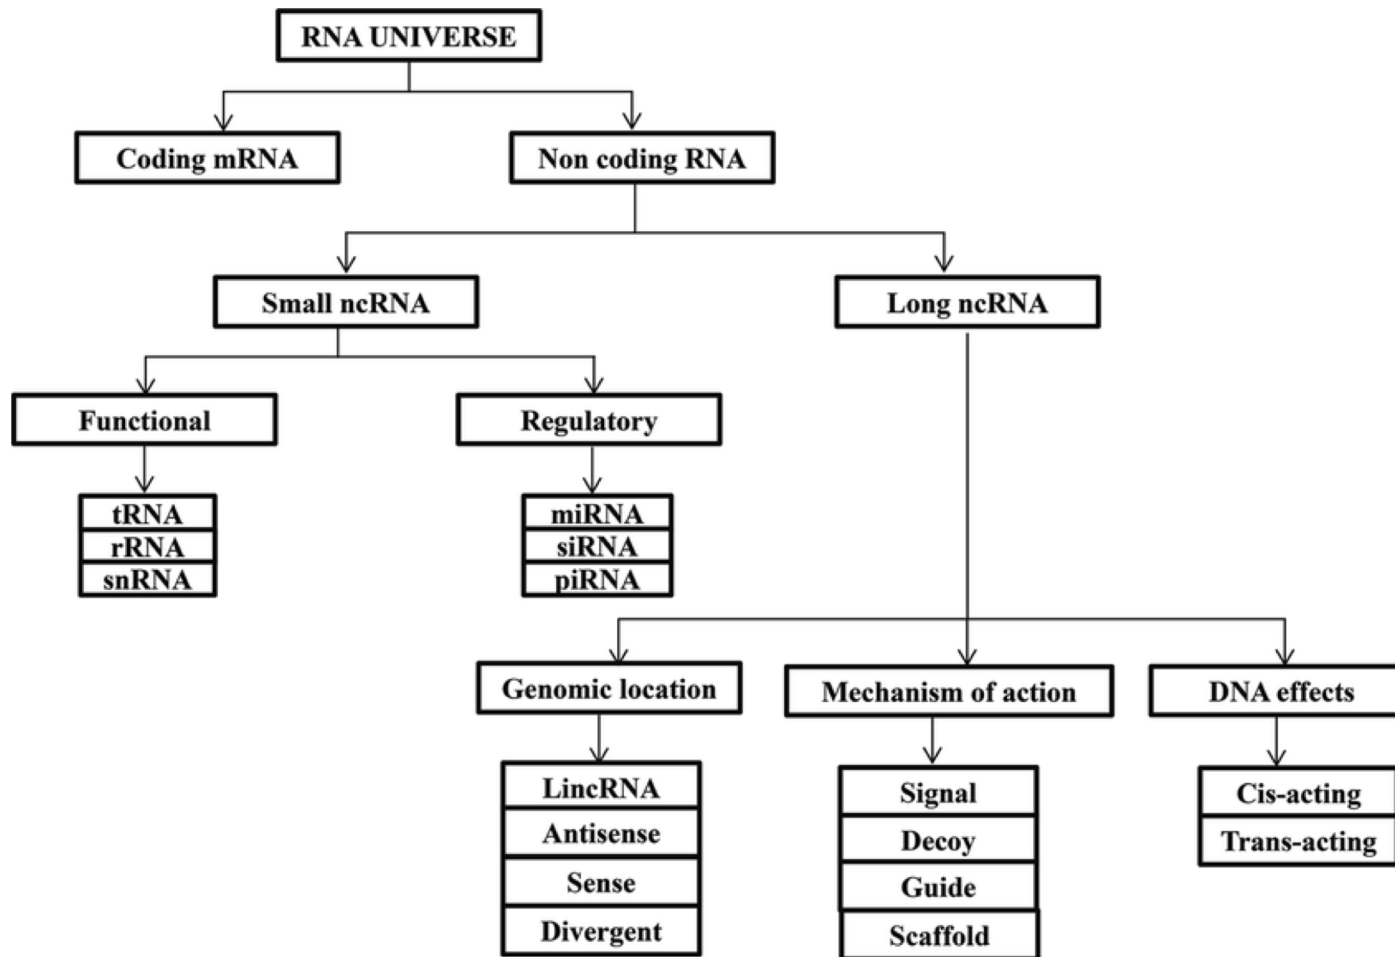 RNA UNIVERSE
Coding mRNA
Non coding RNA
Small ncRNA
Long ncRNA
Functional
Regulatory
tRNA
rRNA
snRNA
miRNA
siRNA
piRNA
Genomic location
Mechanism of action
DNA effects
LincRNA
Antisense
Sense
Divergent
Signal
Decoy
Guide
Scaffold
Cis-acting
Trans-acting